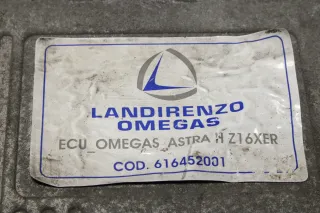 LANDIRENZO
OMEGAS
ECU_OMEGAS_ASTRA H Z16XER
COD. 616452001